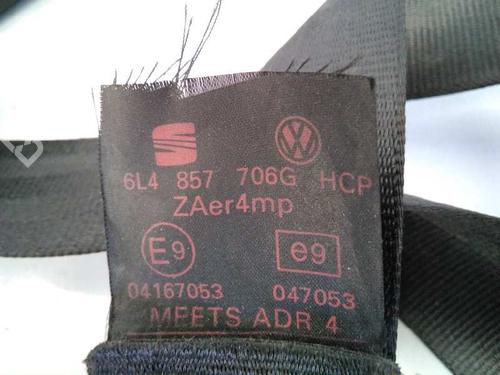 6L4 857 706G HCP
ZAer4mp
E9 e9
04167053 047053
MEETS ADR 4